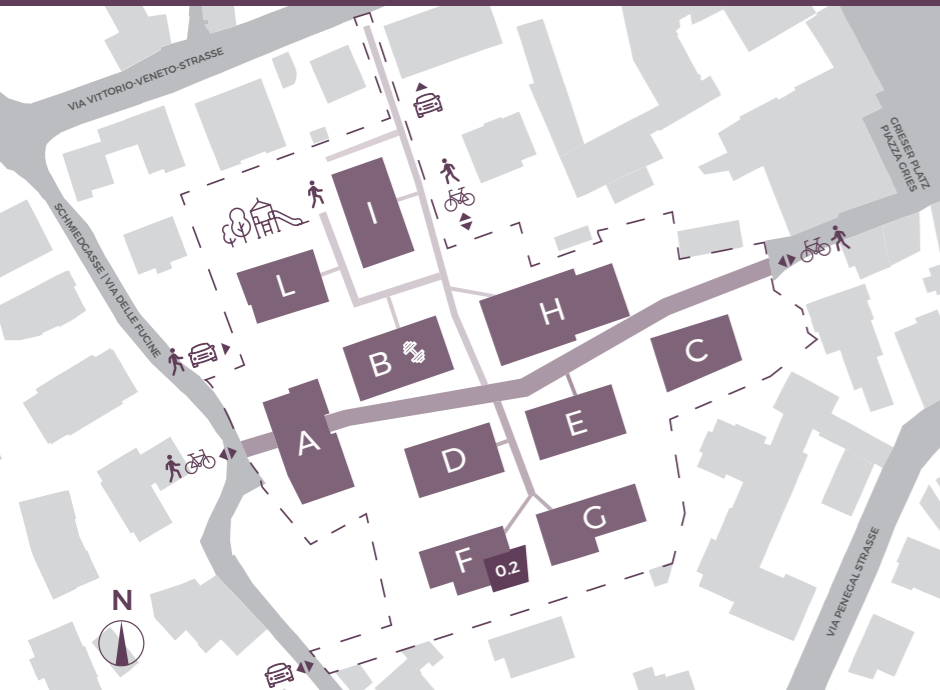 VIA VITTORIO-VENETO-STRASSE
GRIESER PLATZ
PIAZZA GRIES
SCHMIEDGASSE | VIA DELLE FUCINE
I
L
H
B
C
A
E
D
G
F
0.2
VIA PENEGAL STRASSE
N